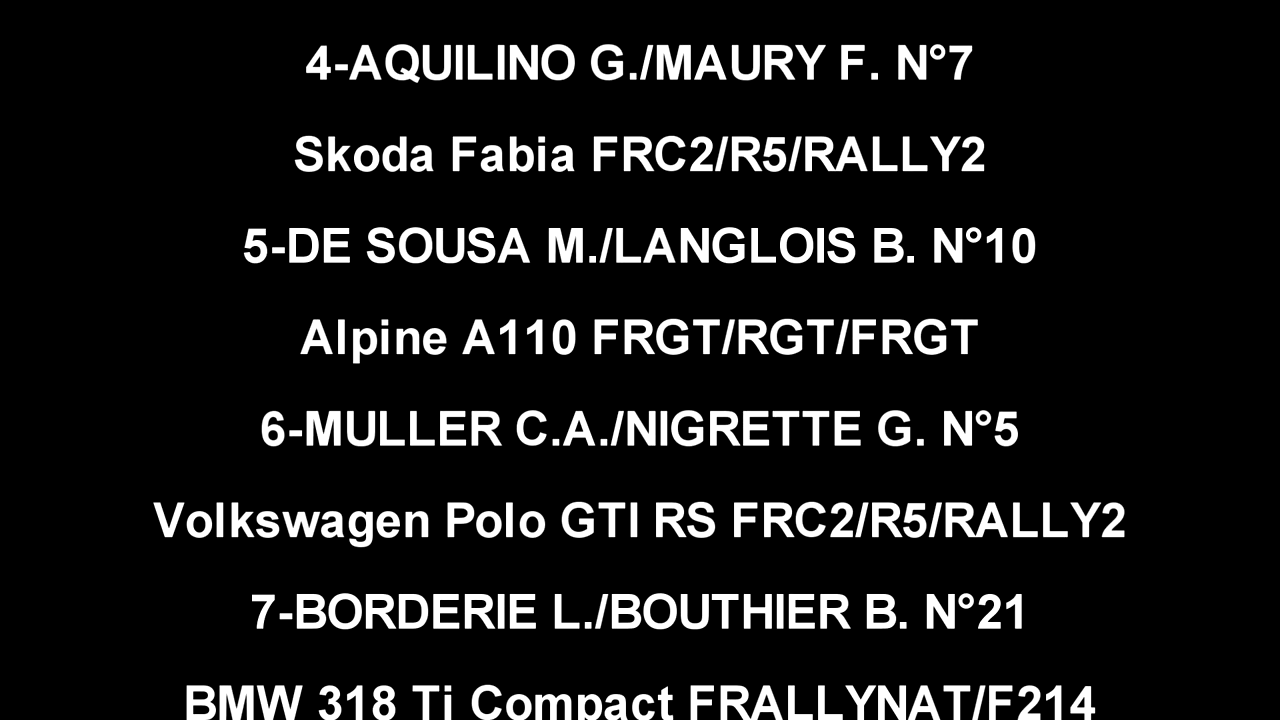 4-AQUILINO G./MAURY F. N°7
Skoda Fabia FRC2/R5/RALLY2
5-DE SOUSA M./LANGLOIS B. N°10
Alpine A110 FRGT/RGT/FRGT
6-MULLER C.A./NIGRETTE G. N°5
Volkswagen Polo GTI RS FRC2/R5/RALLY2
7-BORDERIE L./BOUTHIER B. N°21
BMW 318 Ti Compact FRALLYNAT/F214